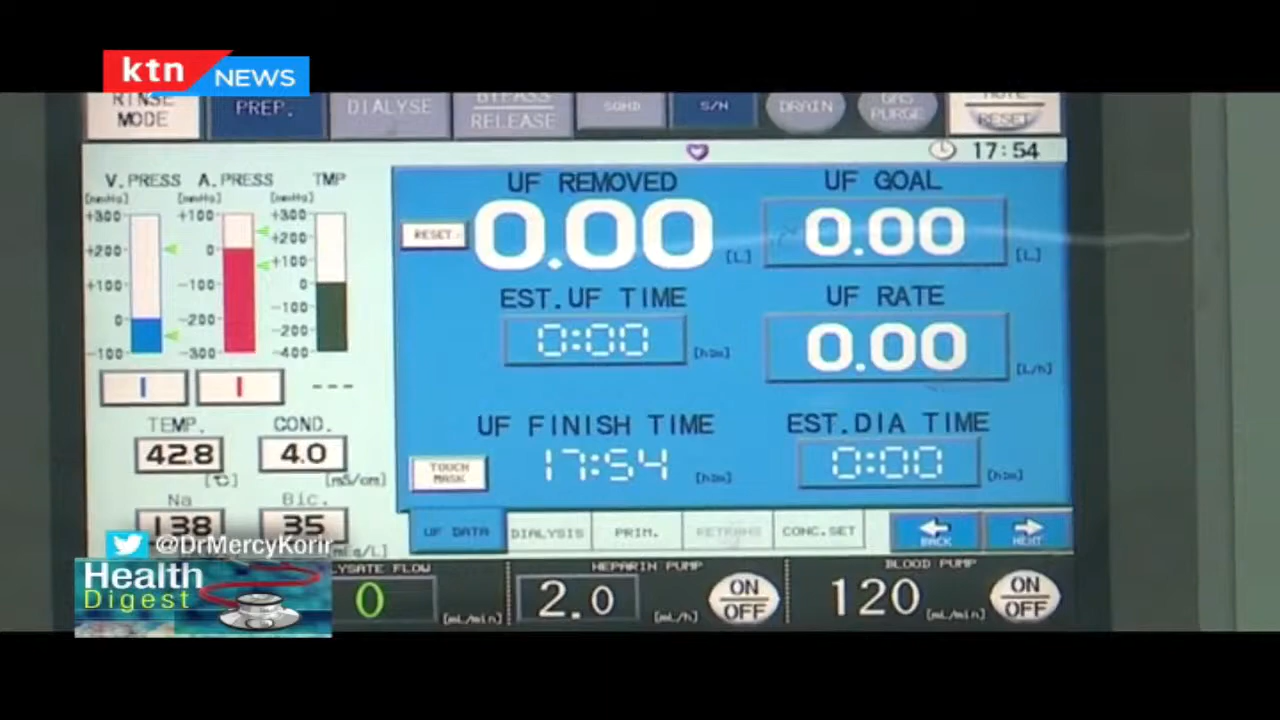 ktn NEWS
RINSE MODE
PREP.
DIALYSE
BYPASS RELEASE
DRAIN
GAS PURGE
RESET
S/N
17:54
V.PRESS A.PRESS TMP
[mmHg] [mmHg] [mmHg]
+300 +100 +300
+200 0 +200
+100 -100 +100
0 -200 0
-100 -300 -100
-200
-400
---
TEMP. COND.
42.8 4.0
[℃] [mS/cm]
Na Bic.
138 35
UF REMOVED
RESET
0.00 [L]
UF GOAL
0.00 [L]
EST.UF TIME
0:00 [h:m]
UF RATE
0.00 [L/h]
UF FINISH TIME
17:54 [h:m]
TOUCH MASK
EST.DIA TIME
0:00 [h:m]
UF DATA DIALYSIS PRIM. CONC.SET
BACK NEXT
@DrMercyKorir
Health
Digest
YSATE FLOW
0 [mL/min]
HEPARIN PUMP
2.0 [mL/h]
ON/OFF
BLOOD PUMP
120 [mL/min]
ON/OFF